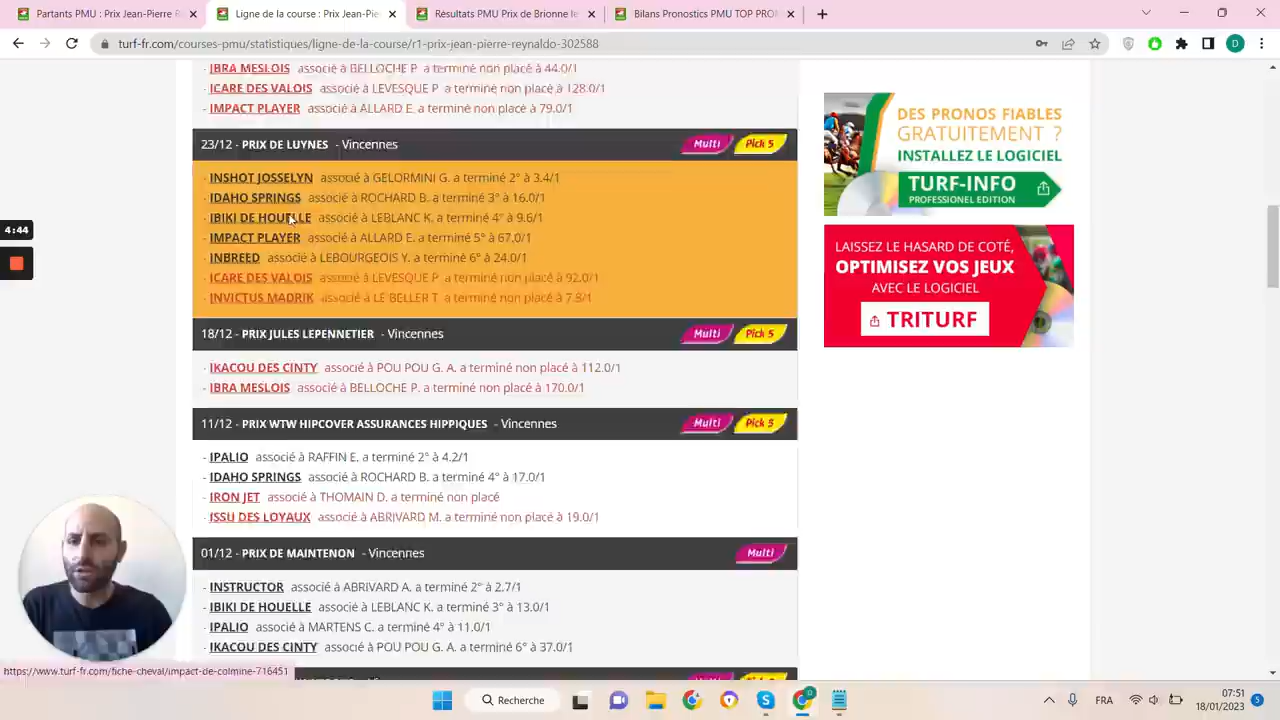 Partants PMU : Jean-Pierre Re
Ligne de la course : r1-prix-jean
Resultats PMU Prix de Brionne le
Bilans Pronostics PMU TOP PRO
turf-fr.com/courses-pmu/statistiques/ligne-de-la-course/r1-prix-jean-pierre-reynaldo-302588
D
- IBRA MESLOIS associé à BELLOCHE P. a terminé non placé à 44.0/1
- ICARE DES VALOIS associé à LEVESQUE P. a terminé non placé à 128.0/1
- IMPACT PLAYER associé à ALLARD E. a terminé non placé à 79.0/1
23/12 - PRIX DE LUYNES - Vincennes Multi Pick 5
- INSHOT JOSSELYN associé à GELORMINI G. a terminé 2° à 3.4/1
- IDAHO SPRINGS associé à ROCHARD B. a terminé 3° à 16.0/1
- IBIKI DE HOUELLE associé à LEBLANC K. a terminé 4° à 9.6/1
- IMPACT PLAYER associé à ALLARD E. a terminé 5° à 67.0/1
- INBREED associé à LEBOURGEOIS Y. a terminé 6° à 24.0/1
- ICARE DES VALOIS associé à LEVESQUE P. a terminé non placé à 92.0/1
- INVICTUS MADRIK associé à LE BELLER T. a terminé non placé à 7.3/1
18/12 - PRIX JULES LEPENNETIER - Vincennes Multi Pick 5
- IKACOU DES CINTY associé à POU POU G. A. a terminé non placé à 112.0/1
- IBRA MESLOIS associé à BELLOCHE P. a terminé non placé à 170.0/1
11/12 - PRIX WTW HIPCOVER ASSURANCES HIPPIQUES - Vincennes Multi Pick 5
- IPALIO associé à RAFFIN E. a terminé 2° à 4.2/1
- IDAHO SPRINGS associé à ROCHARD B. a terminé 4° à 17.0/1
- IRON JET associé à THOMAIN D. a terminé non placé
- ISSU DES LOYAUX associé à ABRIVARD M. a terminé non placé à 19.0/1
01/12 - PRIX DE MAINTENON - Vincennes Multi
- INSTRUCTOR associé à ABRIVARD A. a terminé 2° à 2.7/1
- IBIKI DE HOUELLE associé à LEBLANC K. a terminé 3° à 13.0/1
- IPALIO associé à MARTENS C. a terminé 4° à 11.0/1
- IKACOU DES CINTY associé à POU POU G. A. a terminé 6° à 37.0/1
DES PRONOS FIABLES
GRATUITEMENT ?
INSTALLEZ LE LOGICIEL
TURF-INFO
PROFESIONEL EDITION
LAISSEZ LE HASARD DE COTÉ,
OPTIMISEZ VOS JEUX
AVEC LE LOGICIEL
TRITURF
4:44
https://www.turf-fr.com/fiche-cheval/impact-de-colmine-716451
Recherche
FRA
07:51
18/01/2023
5